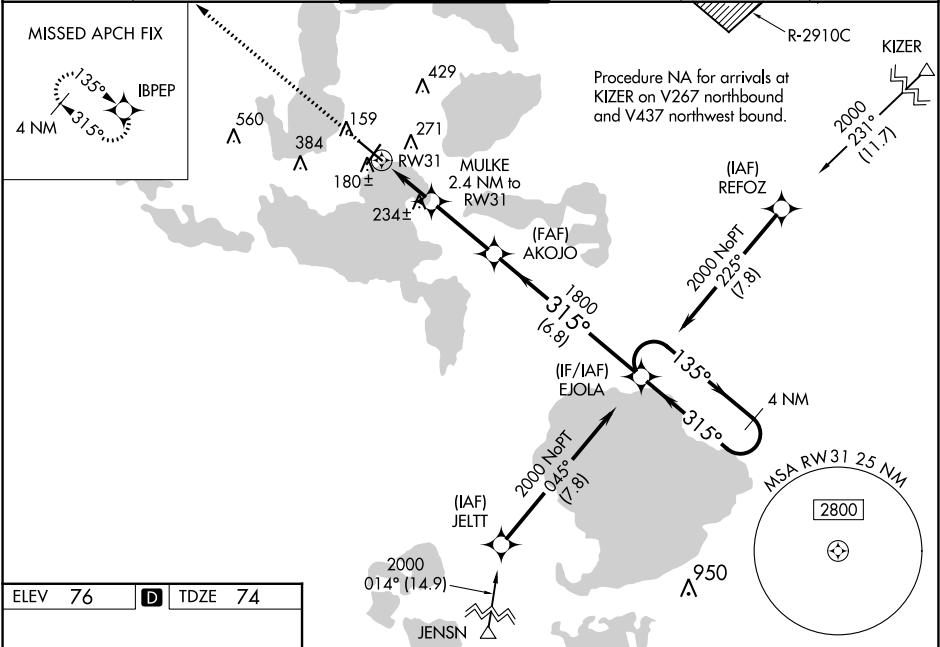 MISSED APCH FIX
135°
IBPEP
4 NM
315°
R-2910C
KIZER
Procedure NA for arrivals at
KIZER on V267 northbound
and V437 northwest bound.
2000
231°
(11.7)
429
560
159
384
271
RW31
180±
MULKE
2.4 NM to
RW31
234±
(IAF)
REFOZ
(FAF)
AKOJO
2000 NoPT
225°
(7.8)
1800
315°
(6.8)
(IF/IAF)
EJOLA
135°
4 NM
315°
2000 NoPT
045°
(7.8)
(IAF)
JELTT
MSA RW31 25 NM
2800
2000
014° (14.9)
950
JENSN
ELEV 76 D TDZE 74